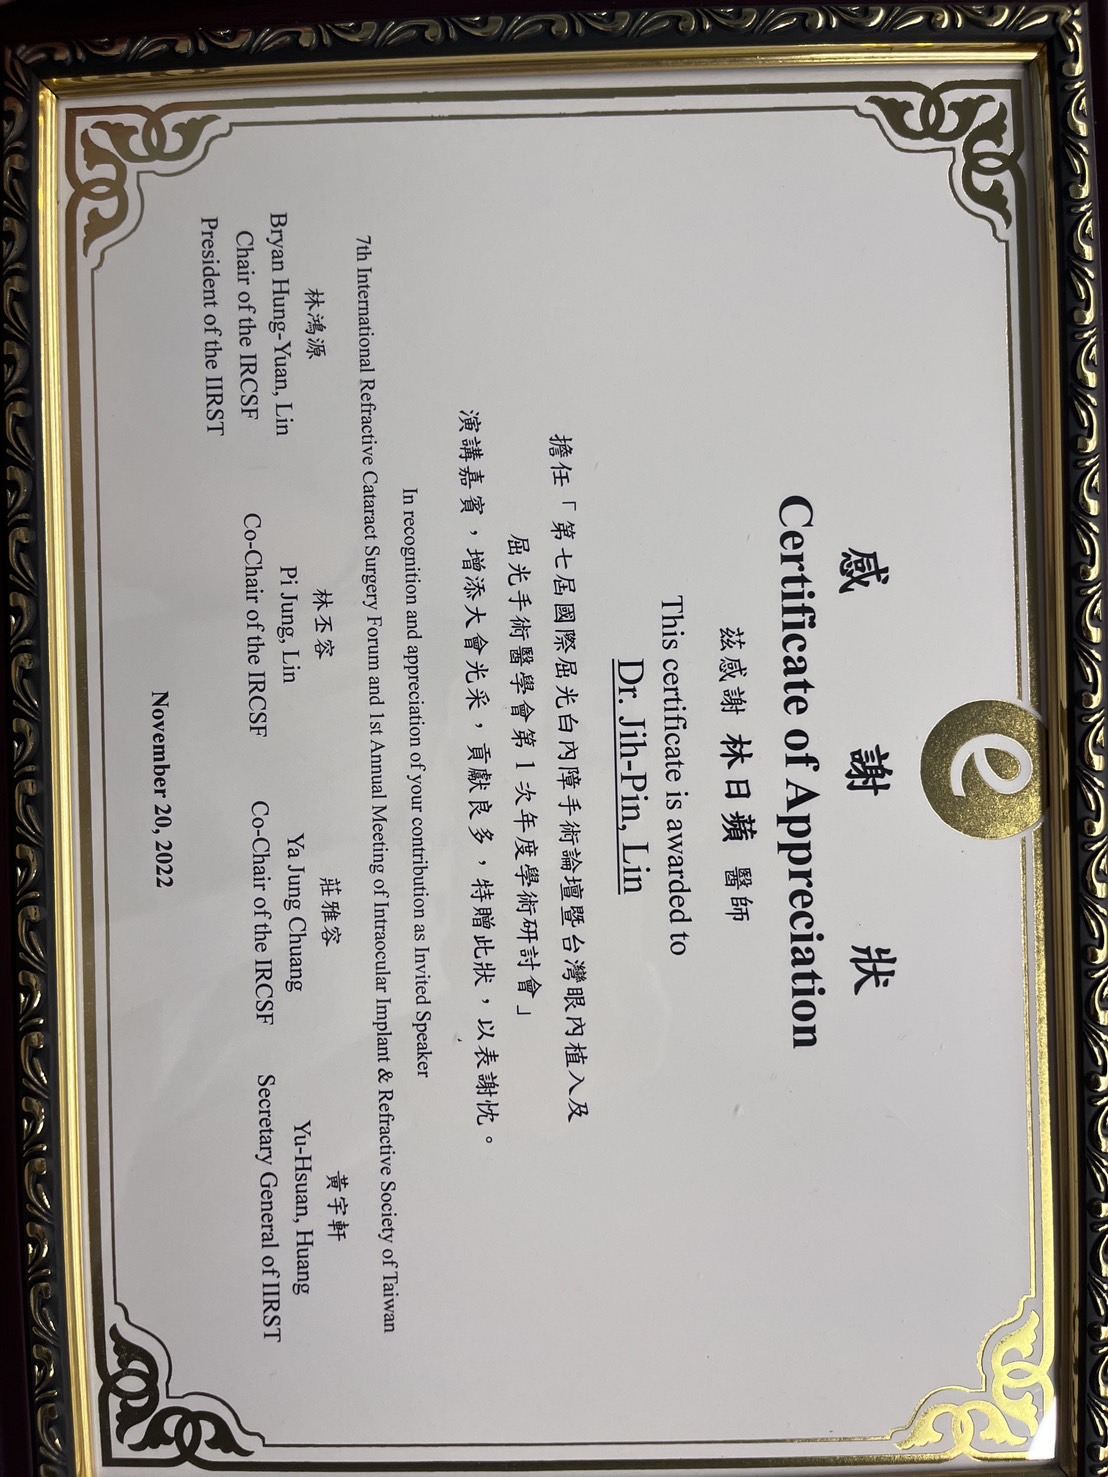 e
感謝狀
Certificate of Appreciation
茲感謝 林日蘋 醫師
This certificate is awarded to
Dr. Jih-Pin, Lin
擔任「第七屆國際屈光白內障手術論壇暨台灣眼內植入及
屈光手術醫學會第1次年度學術研討會」
演講嘉賓，增添大會光采，貢獻良多，特贈此狀，以表謝忱。
In recognition and appreciation of your contribution as Invited Speaker
7th International Refractive Cataract Surgery Forum and 1st Annual Meeting of Intraocular Implant & Refractive Society of Taiwan
林鴻源
Bryan Hung-Yuan, Lin
Chair of the IRCSF
President of the IIRST
林丕容
Pi Jung, Lin
Co-Chair of the IRCSF
莊雅容
Ya Jung Chuang
Co-Chair of the IRCSF
黃宇軒
Yu-Hsuan, Huang
Secretary General of IIRST
November 20, 2022